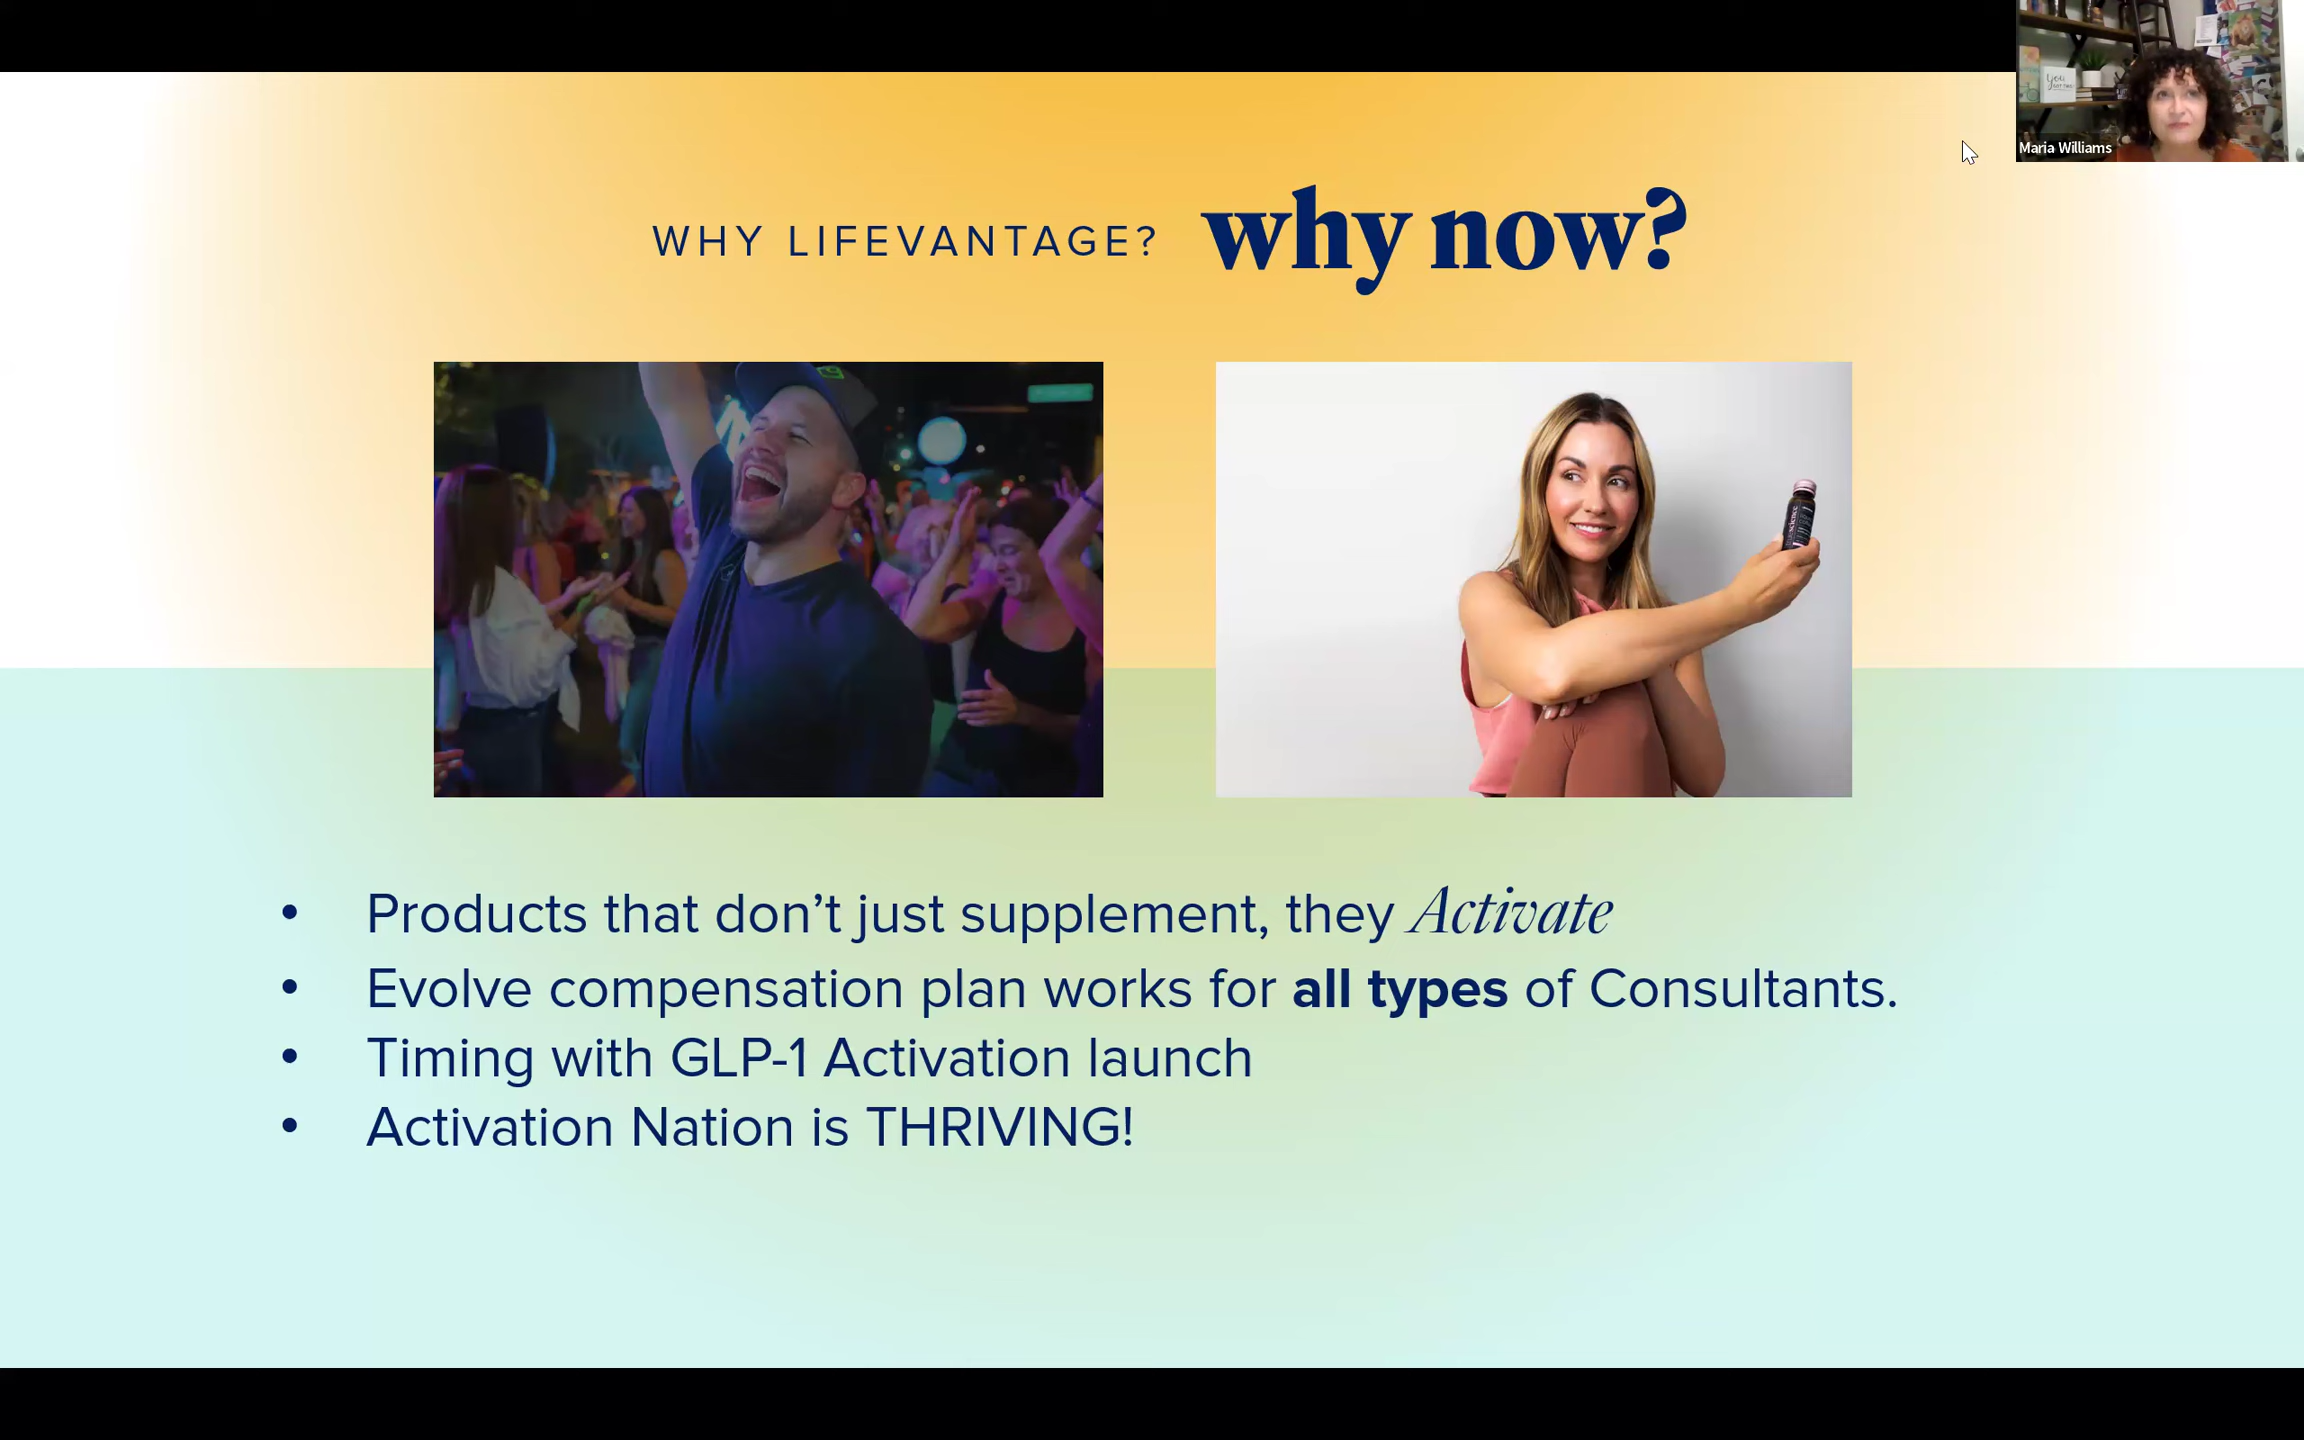 Maria Williams
WHY LIFEVANTAGE? why now?
• Products that don’t just supplement, they Activate
• Evolve compensation plan works for all types of Consultants.
• Timing with GLP-1 Activation launch
• Activation Nation is THRIVING!